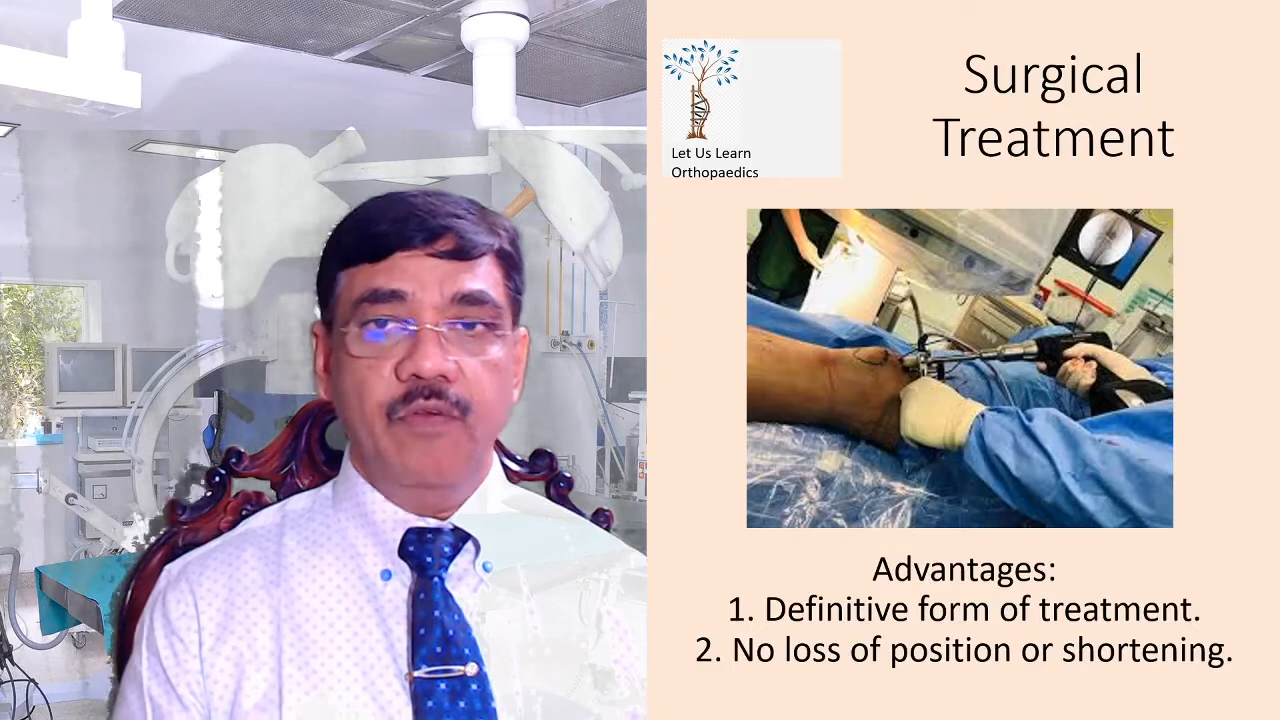 Surgical
Treatment
Let Us Learn
Orthopaedics
Advantages:
1. Definitive form of treatment.
2. No loss of position or shortening.